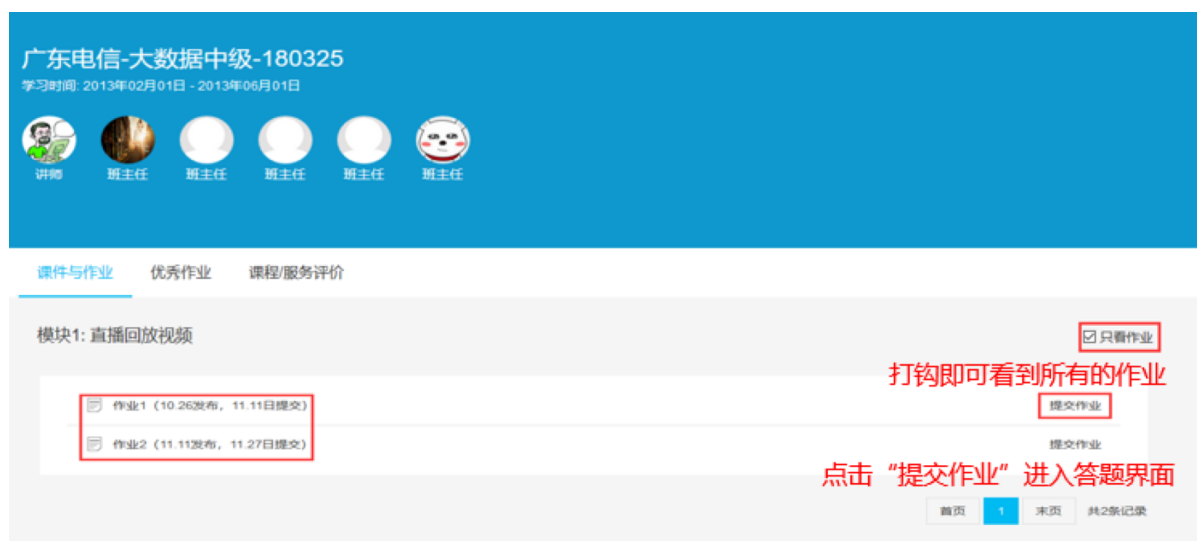 广东电信-大数据中级-180325
学习时间: 2013年02月01日 - 2013年06月01日
讲师 班主任 班主任 班主任 班主任 班主任
课件与作业 优秀作业 课程/服务评价
模块1: 直播回放视频 只看作业
打钩即可看到所有的作业
作业1（10.26发布，11.11日提交） 提交作业
作业2（11.11发布，11.27日提交） 提交作业
点击“提交作业”进入答题界面
首页 1 末页 共2条记录